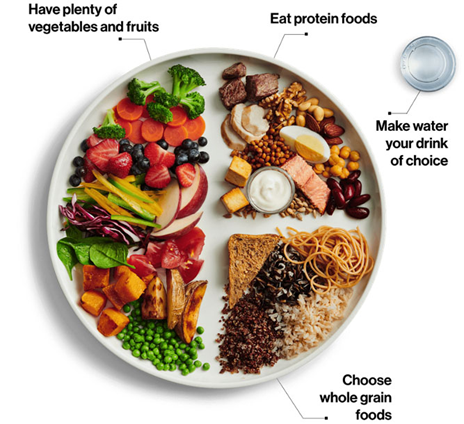 Have plenty of
vegetables and fruits
Eat protein foods
Make water
your drink
of choice
Choose
whole grain
foods